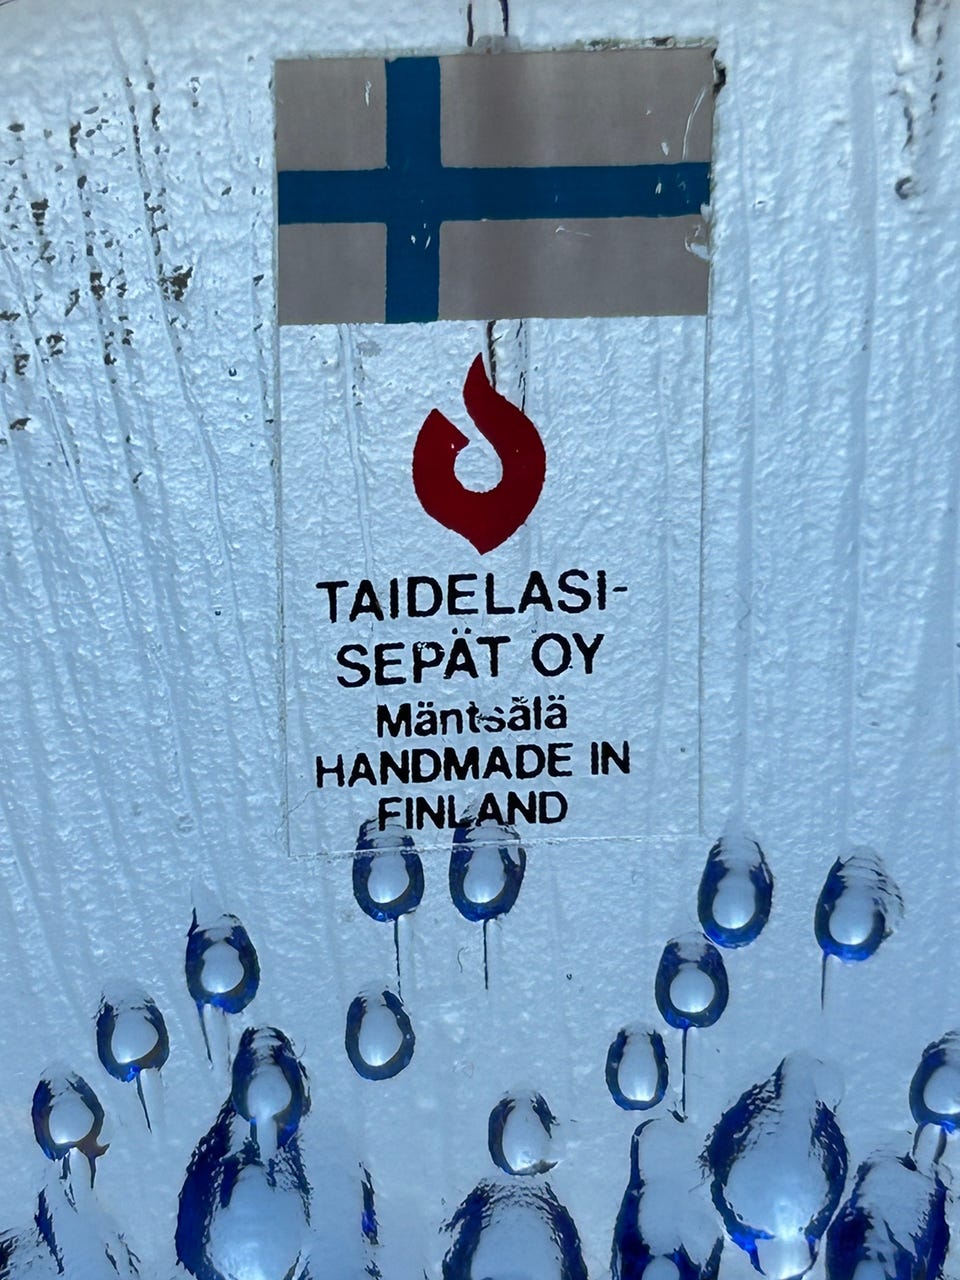 TAIDELASI-
SEPÄT OY
Mäntsälä
HANDMADE IN
FINLAND